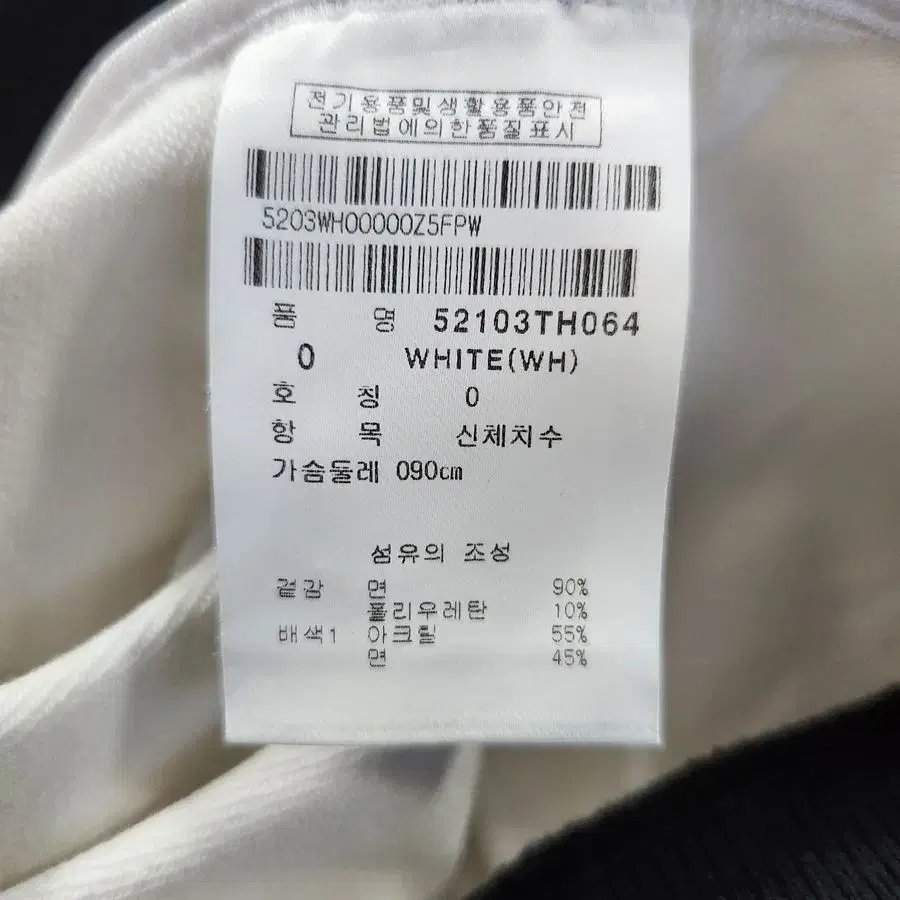 전기용품및생활용품안전
관리법에의한품질표시
5203WH00000Z5FPW
품 명 52103TH064
0 WHITE(WH)
호 칭 0
항 목 신체치수
가슴둘레 090cm
섬유의 조성
겉감 면 90%
폴리우레탄 10%
배색1 아크릴 55%
면 45%